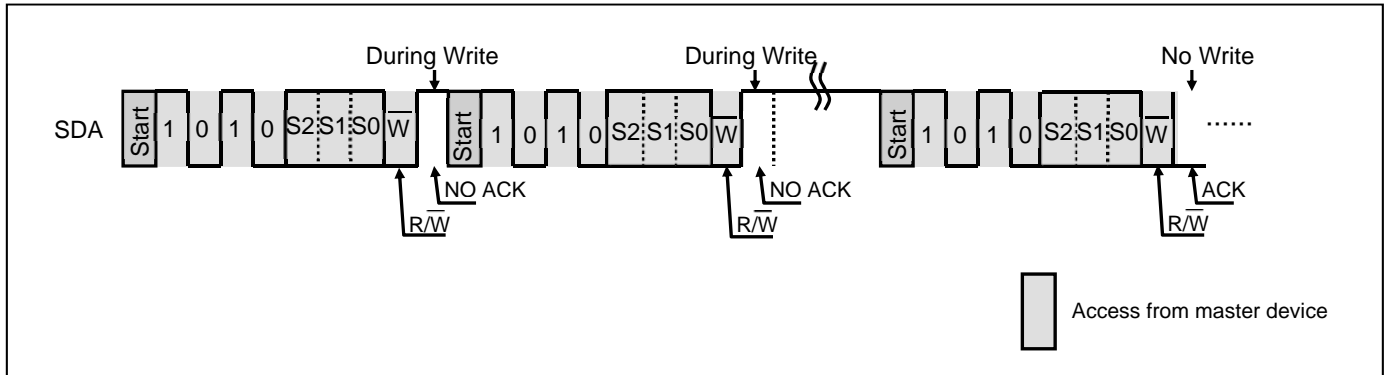 During Write During Write No Write
SDA Start 1 0 1 0 S2 S1 S0 W̅ Start 1 0 1 0 S2 S1 S0 W̅ Start 1 0 1 0 S2 S1 S0 W̅ ......
NO ACK NO ACK ACK
R/W̅ R/W̅ R/W̅
Access from master device